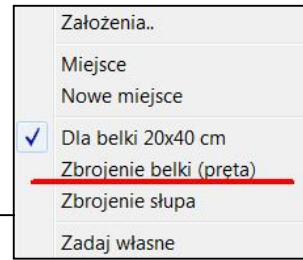 Założenia..
Miejsce
Nowe miejsce
Dla belki 20x40 cm
Zbrojenie belki (pręta)
Zbrojenie słupa
Zadaj własne